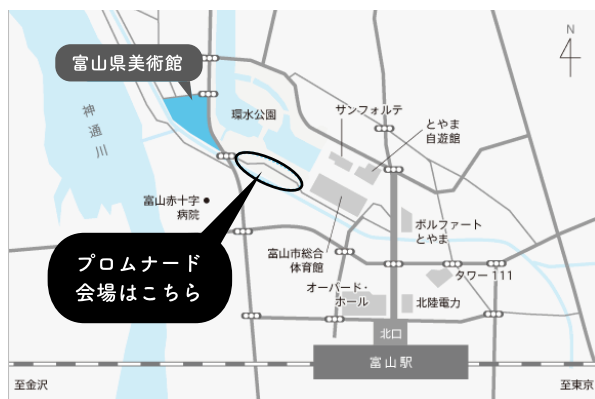 富山県美術館
N
神通川
環水公園
サンフォルテ
とやま
自遊館
富山赤十字
病院
ボルファート
とやま
富山市総合
体育館
プロムナード
会場はこちら
タワー111
オーバード・
ホール
北陸電力
北口
富山駅
至金沢
至東京